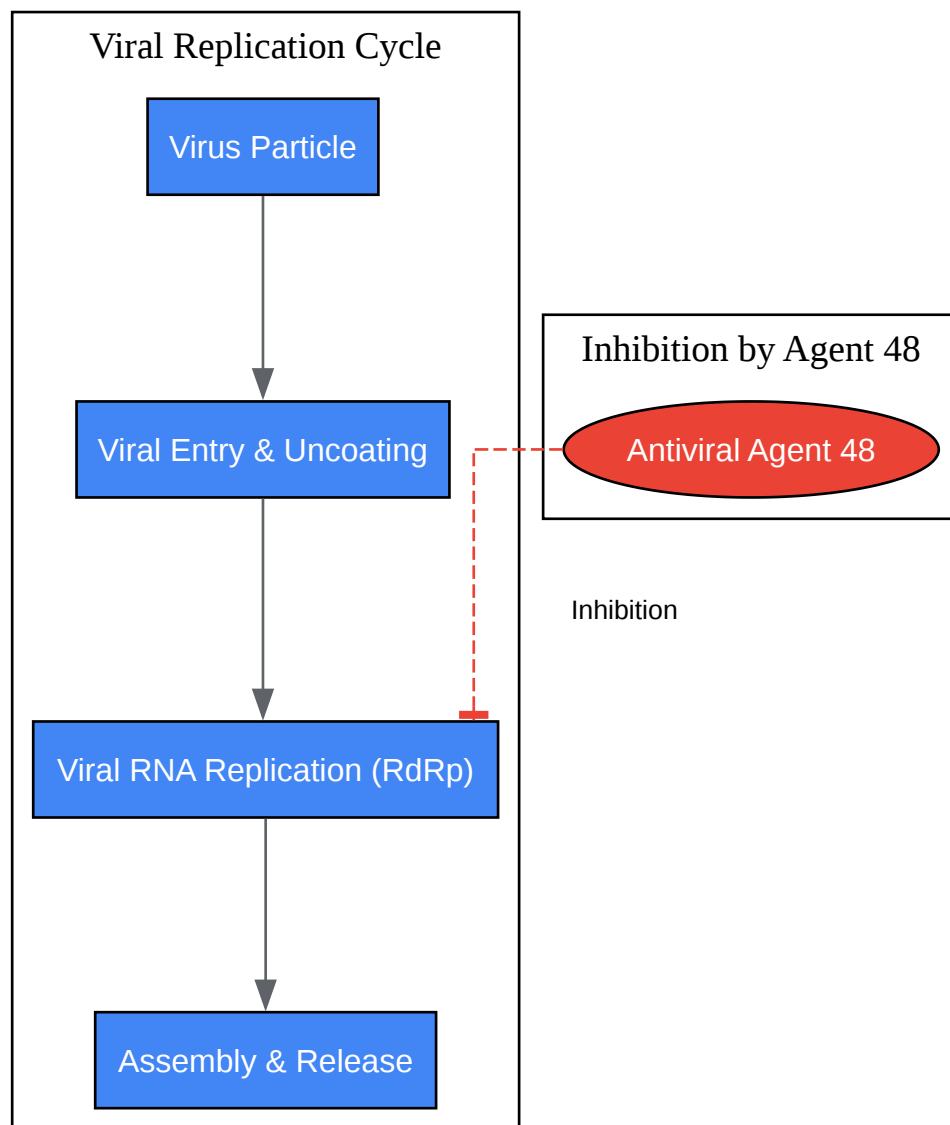 Viral Replication Cycle
Virus Particle
Viral Entry & Uncoating
Inhibition by Agent 48
Antiviral Agent 48
Inhibition
Viral RNA Replication (RdRp)
Assembly & Release